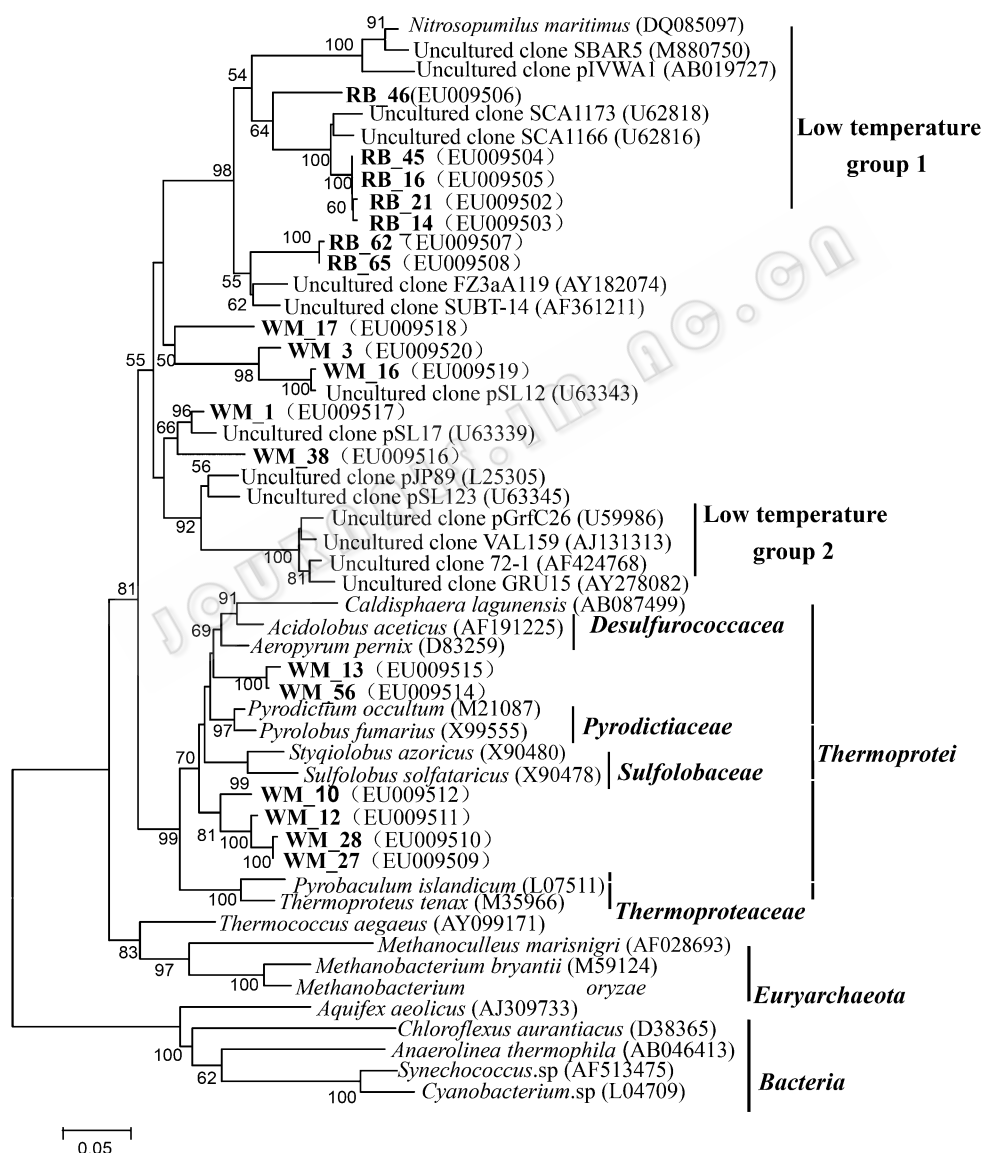 91
Nitrosopumilus maritimus (DQ085097)
100
Uncultured clone SBAR5 (M880750)
Uncultured clone pIVWA1 (AB019727)
54
RB_46(EU009506)
Uncultured clone SCA1173 (U62818)
64
Low temperature
group 1
Uncultured clone SCA1166 (U62816)
100
RB_45（EU009504）
98
RB_16（EU009505）
100
RB_21（EU009502）
60
RB_14（EU009503）
100
RB_62（EU009507）
RB_65（EU009508）
55
Uncultured clone FZ3aA119 (AY182074)
62
Uncultured clone SUBT-14 (AF361211)
WM_17（EU009518）
WM_3（EU009520）
55
50
98
WM_16（EU009519）
100
Uncultured clone pSL12 (U63343)
96
WM_1（EU009517）
66
Uncultured clone pSL17 (U63339)
WM_38（EU009516）
56
Uncultured clone pJP89 (L25305)
Uncultured clone pSL123 (U63345)
92
Uncultured clone pGrfC26 (U59986)
Low temperature
group 2
Uncultured clone VAL159 (AJ131313)
100
Uncultured clone 72-1 (AF424768)
81
Uncultured clone GRU15 (AY278082)
81
91
Caldisphaera lagunensis (AB087499)
69
Acidolobus aceticus (AF191225)
Desulfurococcacea
Aeropyrum pernix (D83259)
WM_13（EU009515）
100
WM_56（EU009514）
Pyrodictium occultum (M21087)
97
Pyrolobus fumarius (X99555)
Pyrodictiaceae
70
Styqiolobus azoricus (X90480)
Thermoprotei
99
Sulfolobus solfataricus (X90478)
Sulfolobaceae
WM_10（EU009512）
81
WM_12（EU009511）
99
100
WM_28（EU009510）
100
WM_27（EU009509）
Pyrobaculum islandicum (L07511)
100
Thermoproteus tenax (M35966)
Thermoproteaceae
Thermococcus aegaeus (AY099171)
83
Methanoculleus marisnigri (AF028693)
97
Methanobacterium bryantii (M59124)
100
Methanobacterium oryzae
Euryarchaeota
Aquifex aeolicus (AJ309733)
Chloroflexus aurantiacus (D38365)
100
Anaerolinea thermophila (AB046413)
62
Synechococcus.sp (AF513475)
Bacteria
100
Cyanobacterium.sp (L04709)
0.05
journals.im.ac.cn